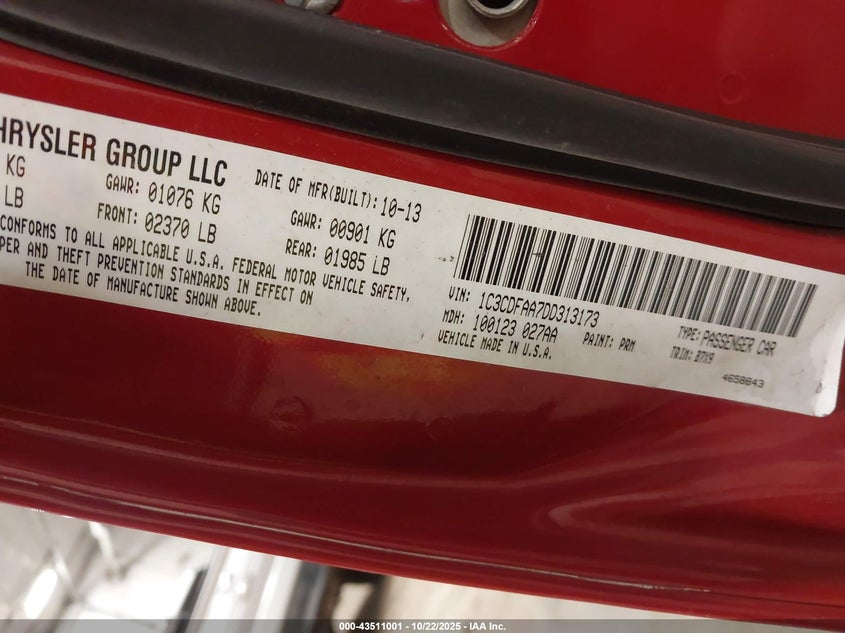 HRYSLER GROUP LLC
DATE OF MFR(BUILT): 10-13
KG
GAWR: 01076 KG
GAWR: 00901 KG
LB
FRONT: 02370 LB
REAR: 01985 LB
CONFORMS TO ALL APPLICABLE U.S.A. FEDERAL MOTOR VEHICLE SAFETY,
PER AND THEFT PREVENTION STANDARDS IN EFFECT ON
THE DATE OF MANUFACTURE SHOWN ABOVE.
VIN: 1C3CDFAA7DD313173
TYPE: PASSENGER CAR
MDH: 100123 027AA
PAINT: PRM
TRIM: B7X9
VEHICLE MADE IN U.S.A.
4658843
000-43511001 - 10/22/2025 - IAA Inc.